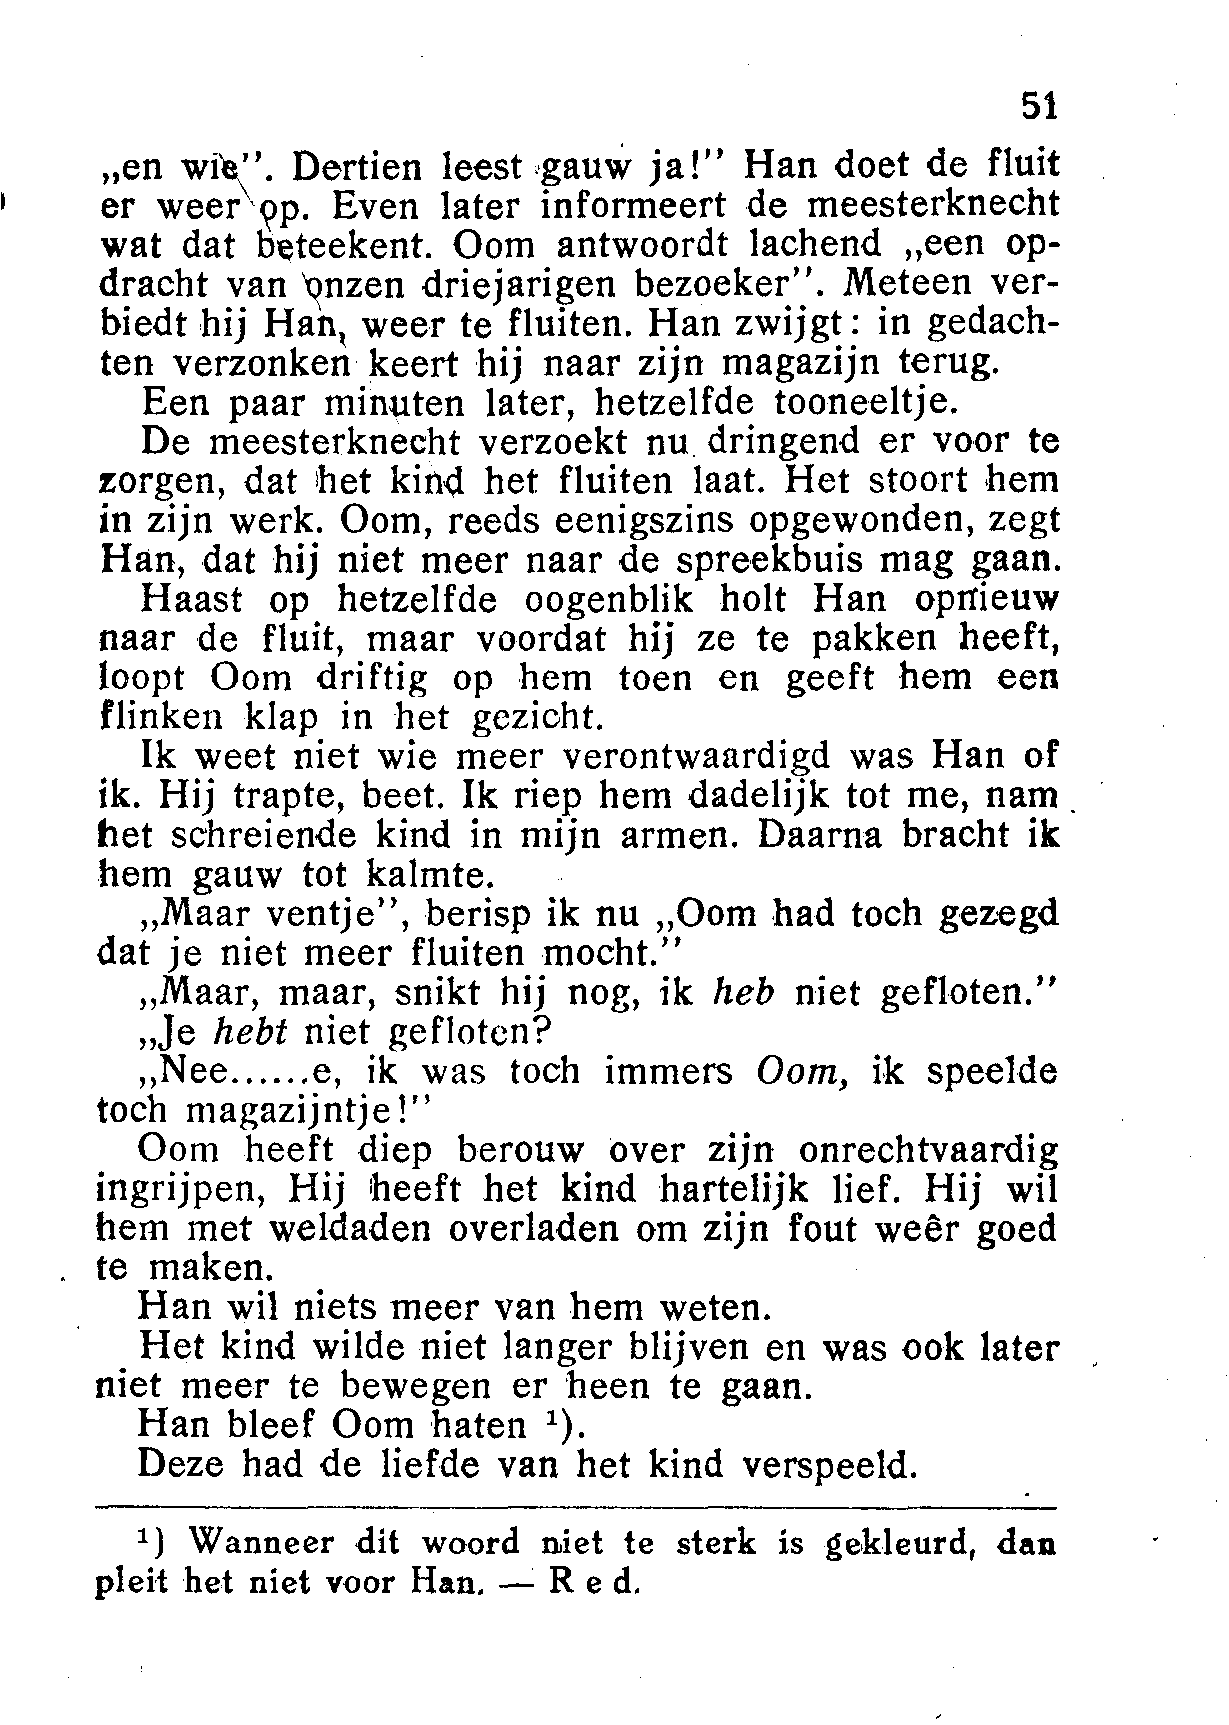 51
„en wie”. Dertien leest gauw ja!” Han doet de fluit
er weer op. Even later informeert de meesterknecht
wat dat beteekent. Oom antwoordt lachend „een op-
dracht van onzen driejarigen bezoeker”. Meteen ver-
biedt hij Han, weer te fluiten. Han zwijgt: in gedach-
ten verzonken keert hij naar zijn magazijn terug.
Een paar minuten later, hetzelfde tooneeltje.
De meesterknecht verzoekt nu dringend er voor te
zorgen, dat het kind het fluiten laat. Het stoort hem
in zijn werk. Oom, reeds eenigszins opgewonden, zegt
Han, dat hij niet meer naar de spreekbuis mag gaan.
Haast op hetzelfde oogenblik holt Han opnieuw
naar de fluit, maar voordat hij ze te pakken heeft,
loopt Oom driftig op hem toen en geeft hem een
flinken klap in het gezicht.
Ik weet niet wie meer verontwaardigd was Han of
ik. Hij trapte, beet. Ik riep hem dadelijk tot me, nam
het schreiende kind in mijn armen. Daarna bracht ik
hem gauw tot kalmte.
„Maar ventje”, berisp ik nu „Oom had toch gezegd
dat je niet meer fluiten mocht.”
„Maar, maar, snikt hij nog, ik heb niet gefloten.”
„Je hebt niet gefloten?
„Nee......e, ik was toch immers Oom, ik speelde
toch magazijntje!”
Oom heeft diep berouw over zijn onrechtvaardig
ingrijpen, Hij heeft het kind hartelijk lief. Hij wil
hem met weldaden overladen om zijn fout weêr goed
te maken.
Han wil niets meer van hem weten.
Het kind wilde niet langer blijven en was ook later
niet meer te bewegen er heen te gaan.
Han bleef Oom haten ¹).
Deze had de liefde van het kind verspeeld.
¹) Wanneer dit woord niet te sterk is gekleurd, dan
pleit het niet voor Han. — R e d.